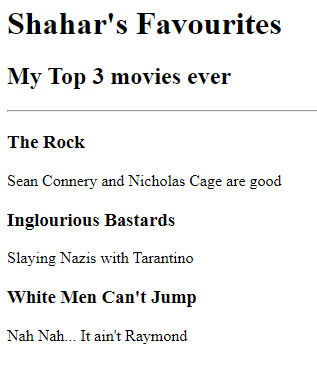 Shahar's Favourites
My Top 3 movies ever
The Rock
Sean Connery and Nicholas Cage are good
Inglourious Bastards
Slaying Nazis with Tarantino
White Men Can't Jump
Nah Nah... It ain't Raymond